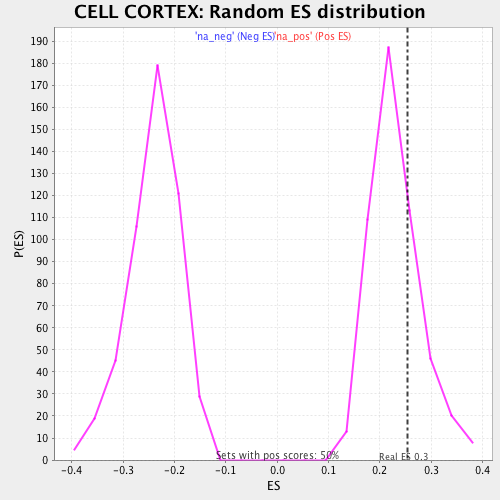 CELL CORTEX: Random ES distribution
'na_neg' (Neg ES) 'na_pos' (Pos ES)
190
180
170
160
150
140
130
120
110
100
90
80
70
60
50
40
30
20
10
0
P(ES)
Sets with pos scores: 50%
Real ES 0.3
-0.4 -0.3 -0.2 -0.1 0.0 0.1 0.2 0.3 0.4
ES